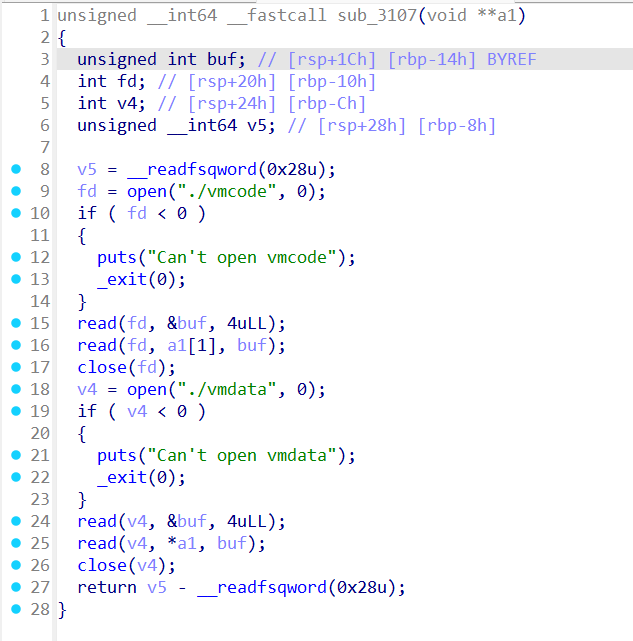 1 unsigned __int64 __fastcall sub_3107(void **a1)
2 {
3   unsigned int buf; // [rsp+1Ch] [rbp-14h] BYREF
4   int fd; // [rsp+20h] [rbp-10h]
5   int v4; // [rsp+24h] [rbp-Ch]
6   unsigned __int64 v5; // [rsp+28h] [rbp-8h]
7
8   v5 = __readfsqword(0x28u);
9   fd = open("./vmcode", 0);
10   if ( fd < 0 )
11   {
12     puts("Can't open vmcode");
13     _exit(0);
14   }
15   read(fd, &buf, 4uLL);
16   read(fd, a1[1], buf);
17   close(fd);
18   v4 = open("./vmdata", 0);
19   if ( v4 < 0 )
20   {
21     puts("Can't open vmdata");
22     _exit(0);
23   }
24   read(v4, &buf, 4uLL);
25   read(v4, *a1, buf);
26   close(v4);
27   return v5 - __readfsqword(0x28u);
28 }